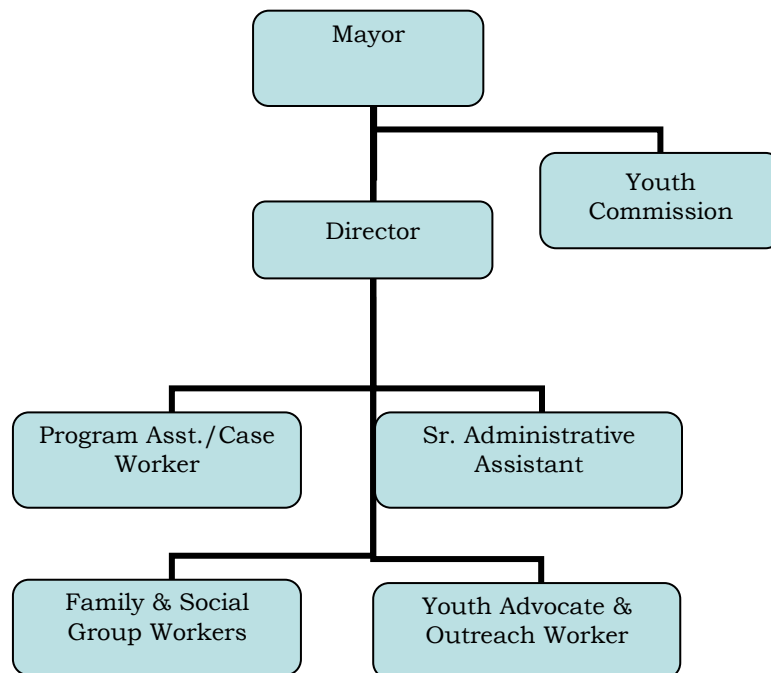 Mayor
Youth
Commission
Director
Program Asst./Case
Worker
Sr. Administrative
Assistant
Family & Social
Group Workers
Youth Advocate &
Outreach Worker